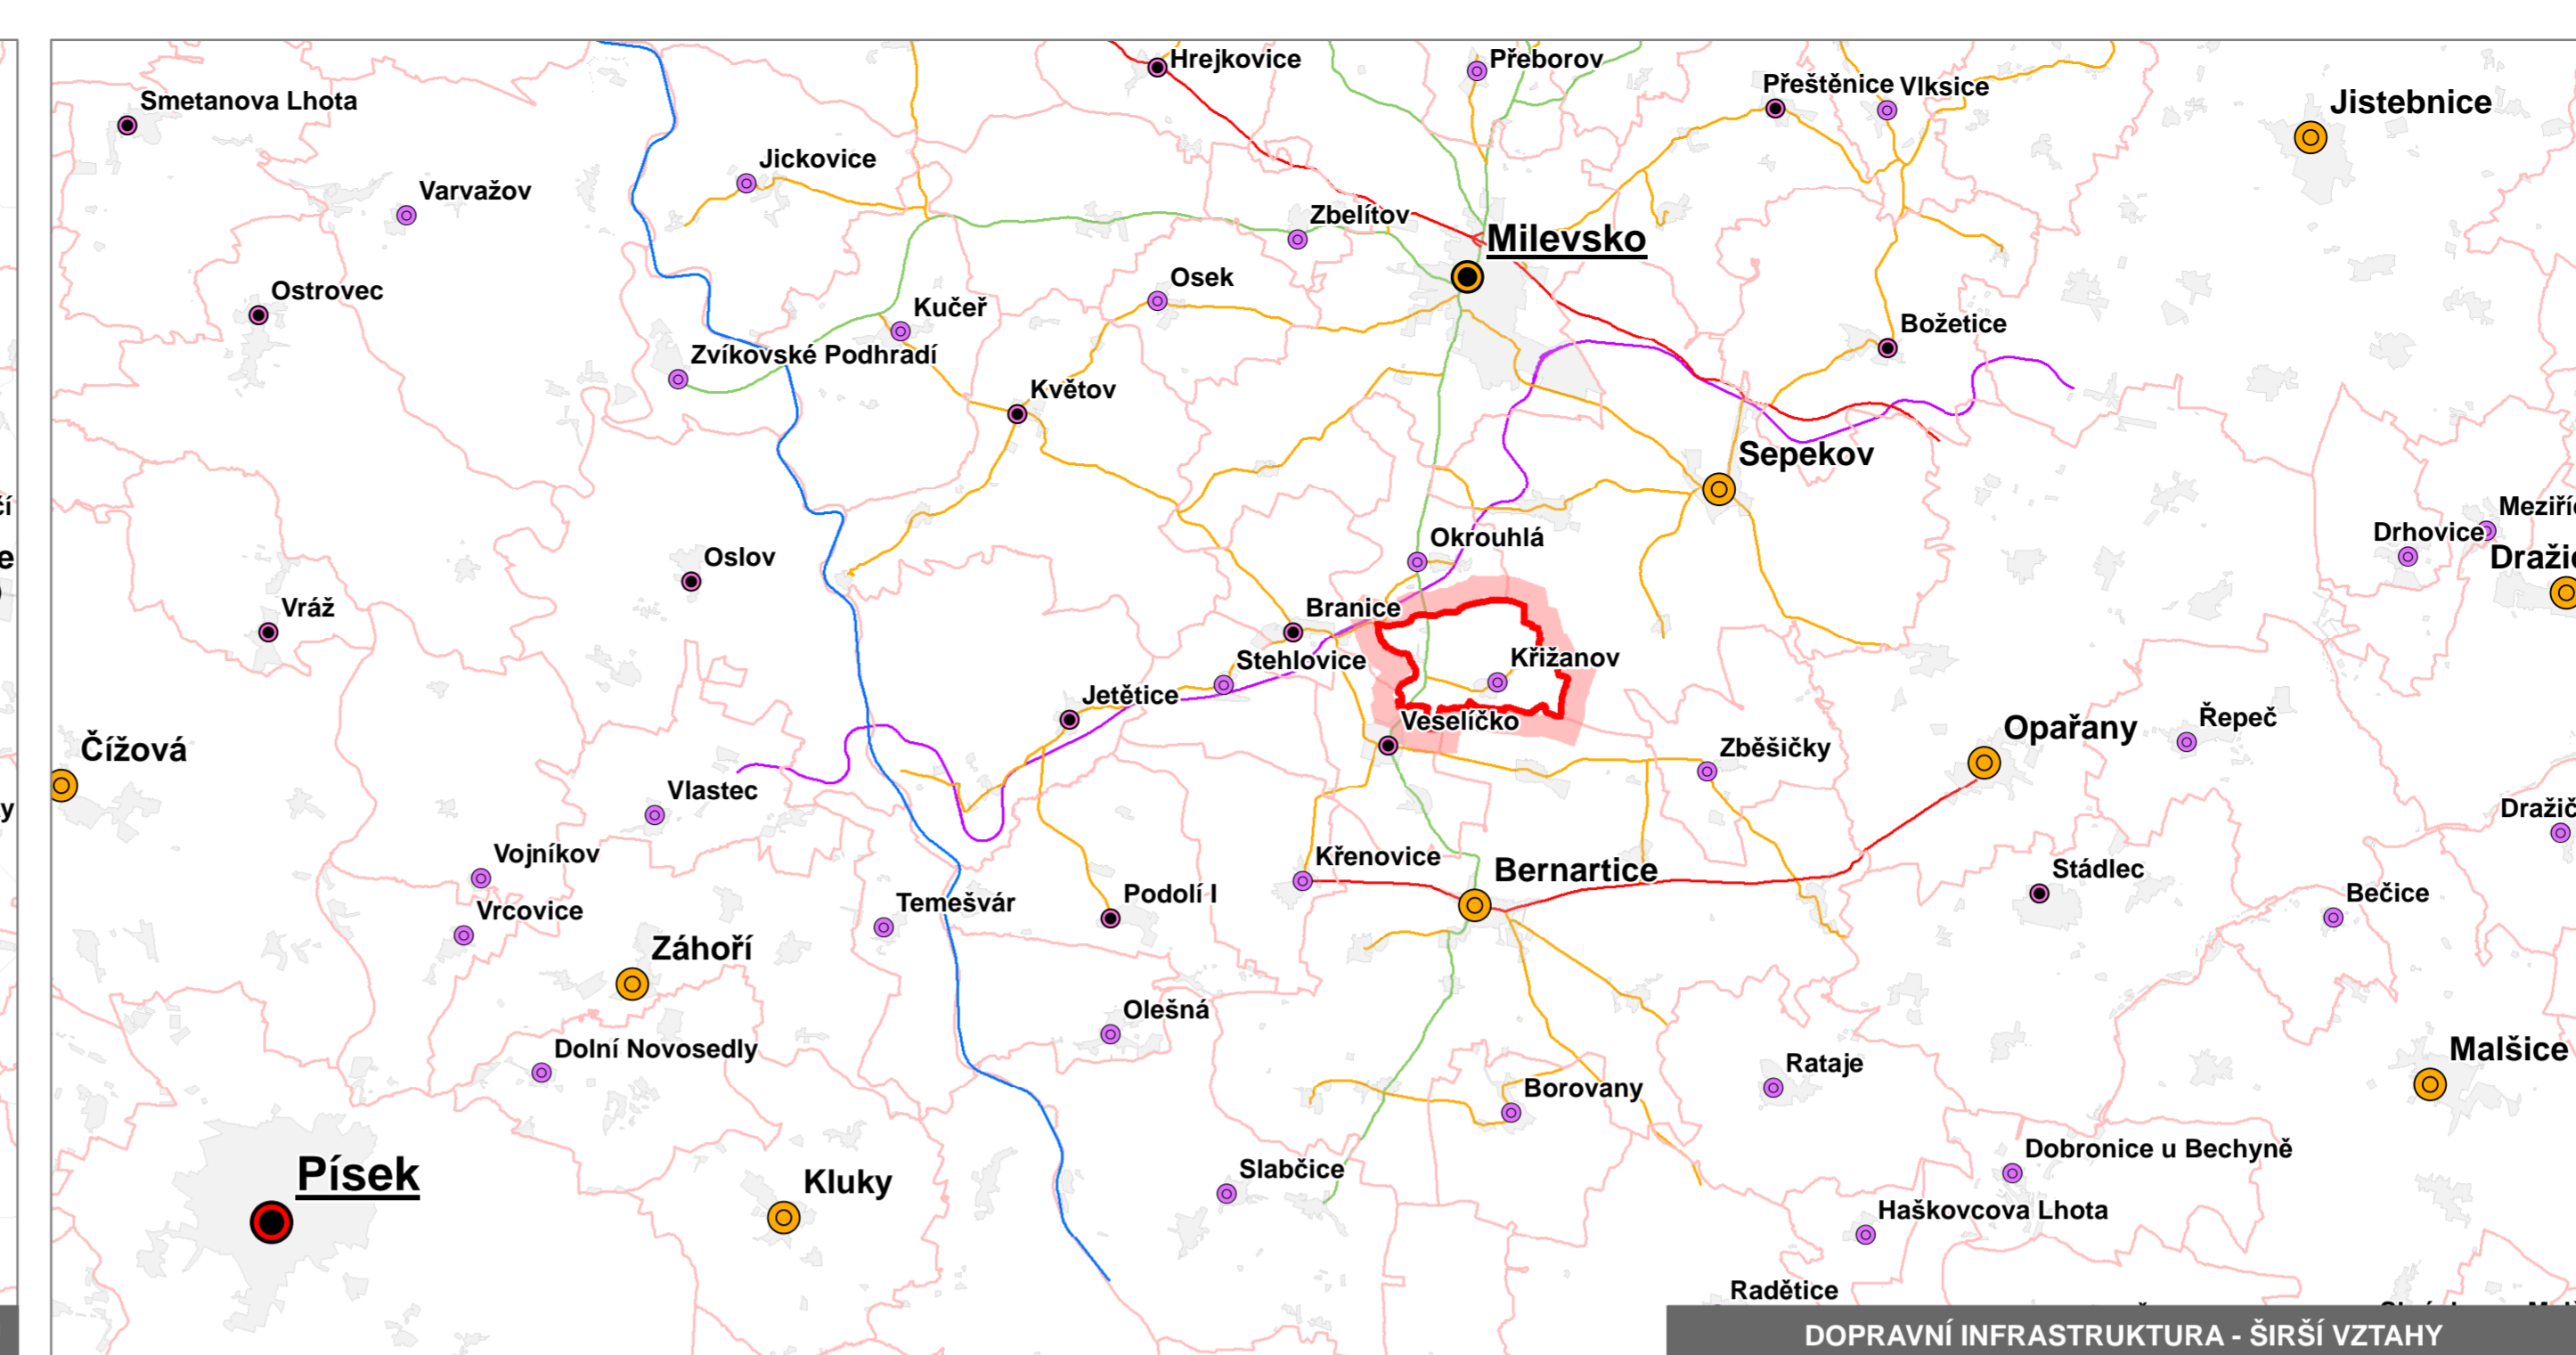 Hrejkovice
Přeborov
Přeštěnice
Vlksice
Smetanova Lhota
Jistebnice
Jickovice
Varvažov
Zbelítov
Milevsko
Osek
Ostrovec
Kučeř
Božetice
Zvíkovské Podhradí
Květov
Sepekov
Drhovice
Okrouhlá
Oslov
Vráž
Branice
Stehlovice
Křižanov
Jetětice
Veselíčko
Opařany
Řepeč
Čížová
Zběšičky
Vlastec
Vojníkov
Křenovice
Bernartice
Stádlec
Bečice
Podolí I
Temešvár
Vrcovice
Záhoří
Olešná
Dolní Novosedly
Malšice
Rataje
Borovany
Dobronice u Bechyně
Písek
Kluky
Slabčice
Haškovcova Lhota
Radětice
DOPRAVNÍ INFRASTRUKTURA - ŠIRŠÍ VZTAHY